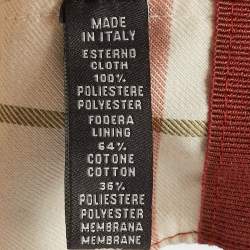 MADE
IN ITALY
ESTERNO
CLOTH
100%
POLIESTERE
POLYESTER
FODERA
LINING
64%
COTONE
COTTON
36%
POLIESTERE
POLYESTER
MEMBRANA
MEMBRANE